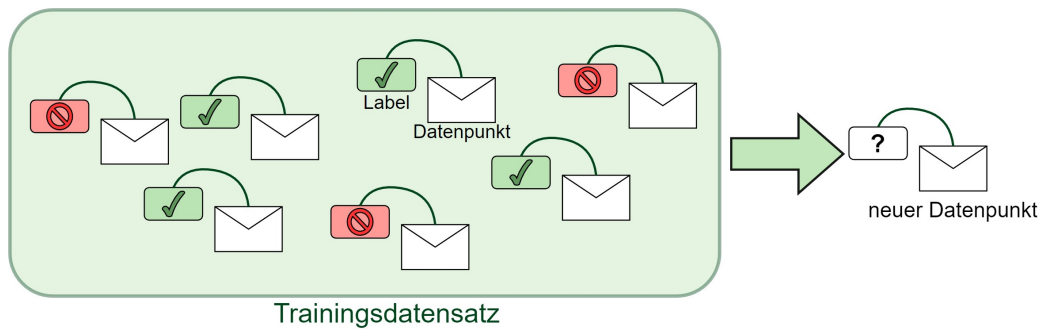 Label
Datenpunkt
?
neuer Datenpunkt
Trainingsdatensatz